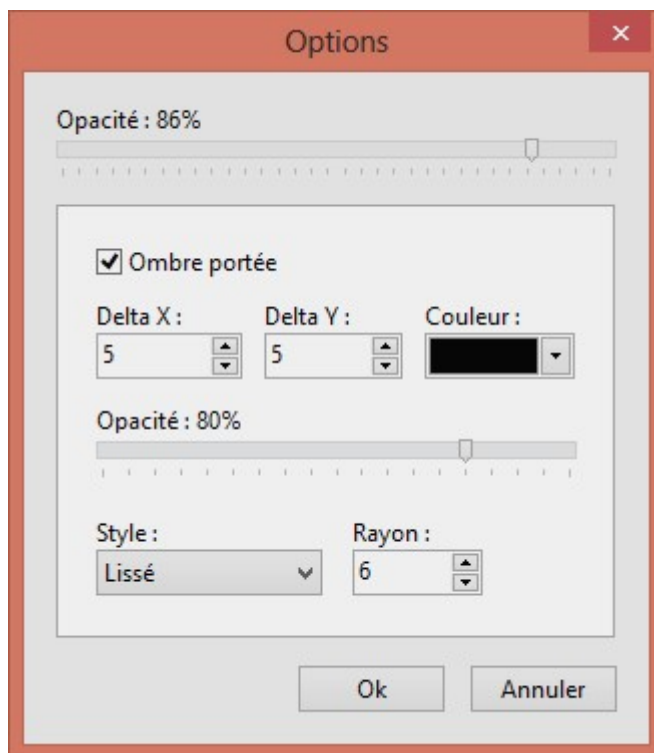 Options
Opacité : 86%
Ombre portée
Delta X : Delta Y : Couleur :
5 5
Opacité : 80%
Style : Rayon :
Lissé 6
Ok Annuler